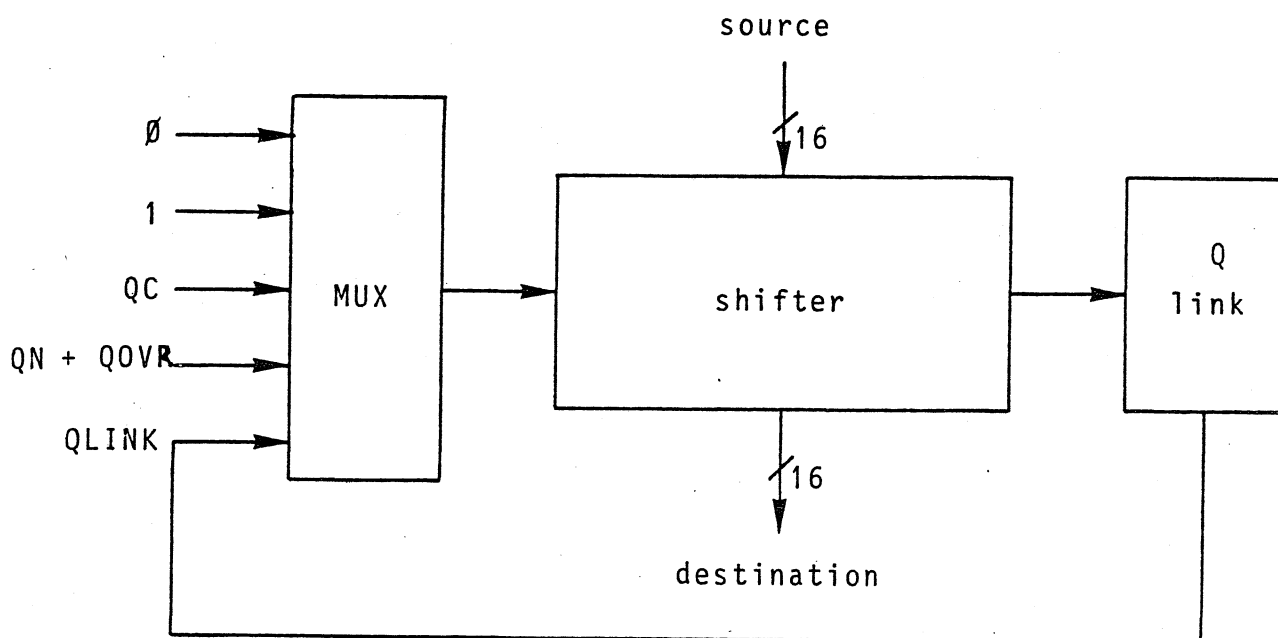 source
16
Ø
1
QC
QN + QOVR
QLINK
MUX
shifter
Q
link
16
destination